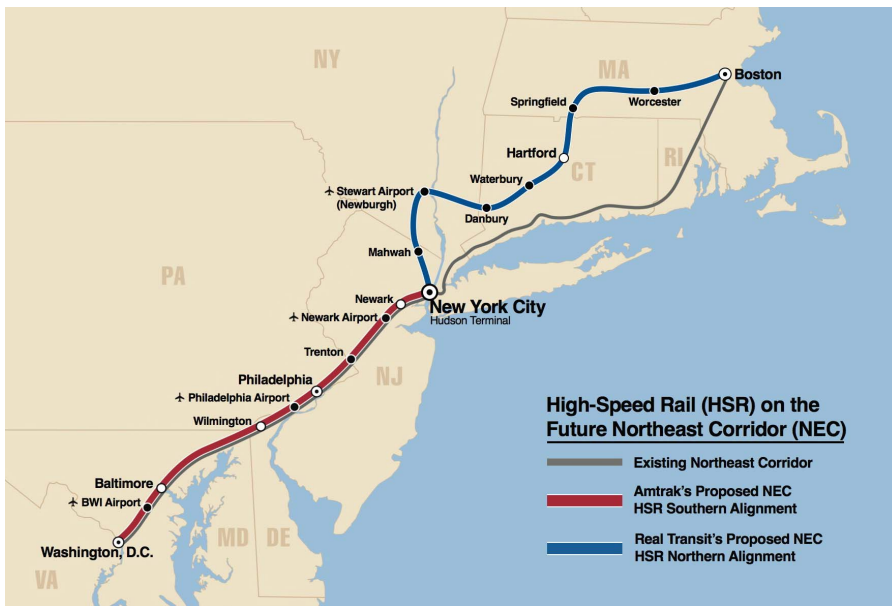 NY
MA
Boston
Springfield
Worcester
Hartford
CT
RI
Waterbury
Stewart Airport
(Newburgh)
Danbury
Mahwah
PA
Newark
New York City
Hudson Terminal
Newark Airport
Trenton
NJ
Philadelphia
Philadelphia Airport
Wilmington
Baltimore
BWI Airport
MD
DE
Washington, D.C.
VA
High-Speed Rail (HSR) on the
Future Northeast Corridor (NEC)
Existing Northeast Corridor
Amtrak's Proposed NEC
HSR Southern Alignment
Real Transit's Proposed NEC
HSR Northern Alignment